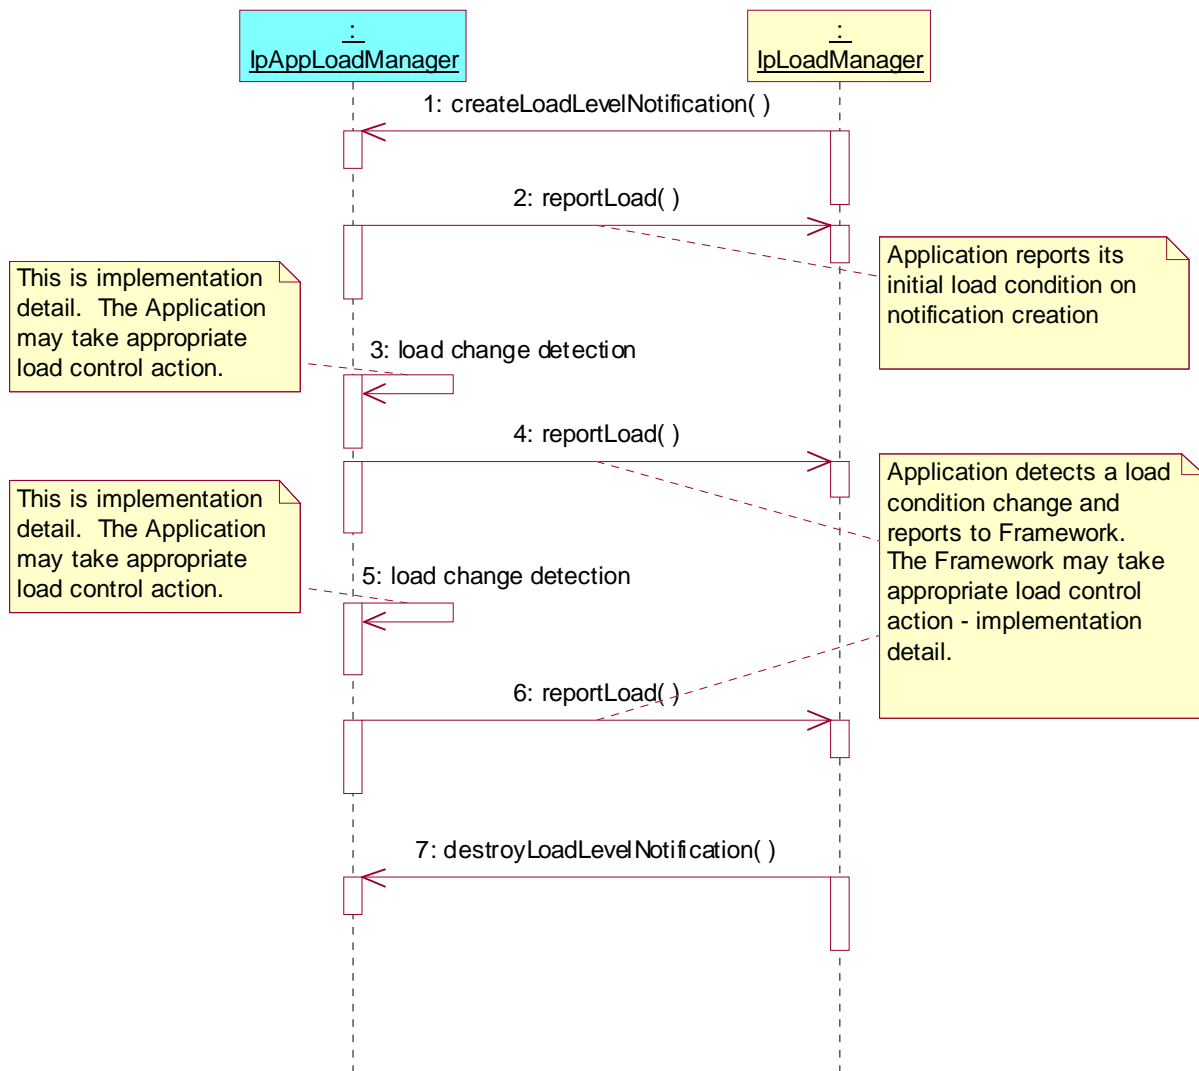 :
IpAppLoadManager
:
IpLoadManager
1: createLoadLevelNotification( )
2: reportLoad( )
Application reports its
initial load condition on
notification creation
This is implementation
detail.  The Application
may take appropriate
load control action.
3: load change detection
4: reportLoad( )
Application detects a load
condition change and
reports to Framework.
The Framework may take
appropriate load control
action - implementation
detail.
This is implementation
detail.  The Application
may take appropriate
load control action.
5: load change detection
6: reportLoad( )
7: destroyLoadLevelNotification( )